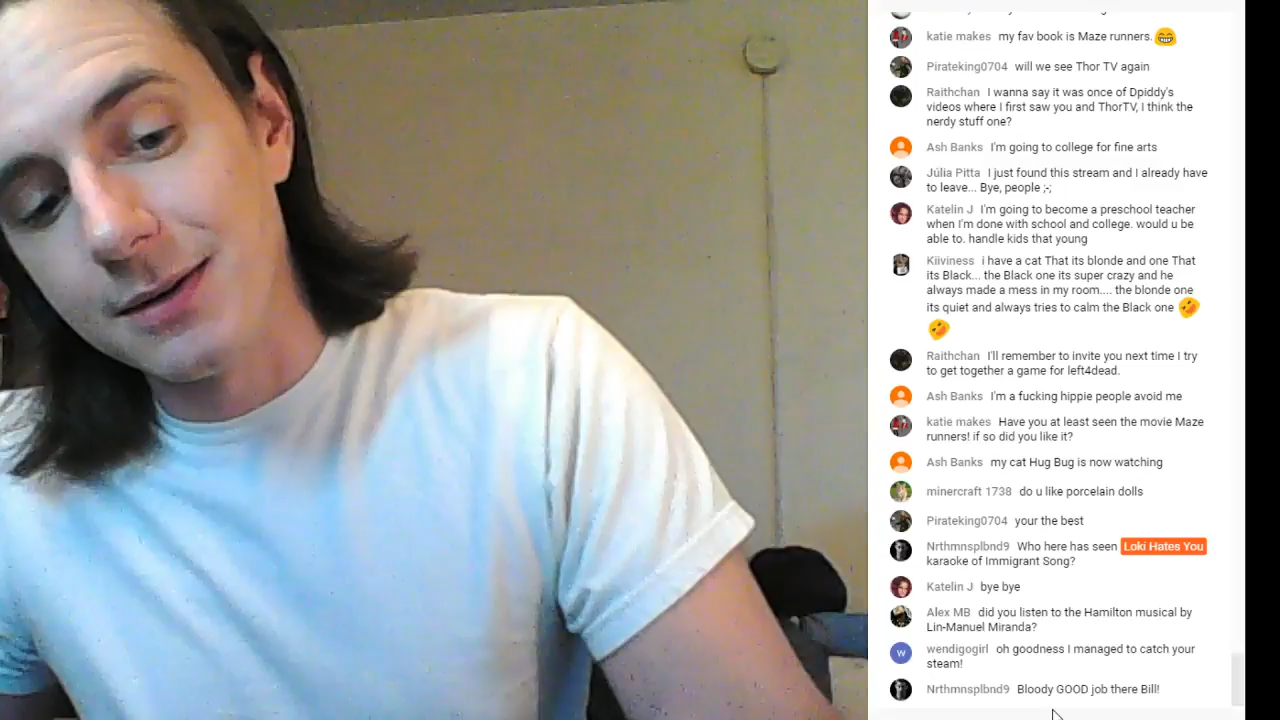 katie makes my fav book is Maze runners.
Pirateking0704 will we see Thor TV again
Raithchan I wanna say it was once of Dpiddy's
videos where I first saw you and ThorTV, I think the
nerdy stuff one?
Ash Banks I'm going to college for fine arts
Júlia Pitta I just found this stream and I already have
to leave... Bye, people ;-;
Katelin J I'm going to become a preschool teacher
when I'm done with school and college. would u be
able to. handle kids that young
Kiiviness i have a cat That its blonde and one That
its Black... the Black one its super crazy and he
always made a mess in my room.... the blonde one
its quiet and always tries to calm the Black one
Raithchan I'll remember to invite you next time I try
to get together a game for left4dead.
Ash Banks I'm a fucking hippie people avoid me
katie makes Have you at least seen the movie Maze
runners! if so did you like it?
Ash Banks my cat Hug Bug is now watching
minercraft 1738 do u like porcelain dolls
Pirateking0704 your the best
Nrthmnsplbnd9 Who here has seen Loki Hates You
karaoke of Immigrant Song?
Katelin J bye bye
Alex MB did you listen to the Hamilton musical by
Lin-Manuel Miranda?
W wendigogirl oh goodness I managed to catch your
steam!
Nrthmnsplbnd9 Bloody GOOD job there Bill!